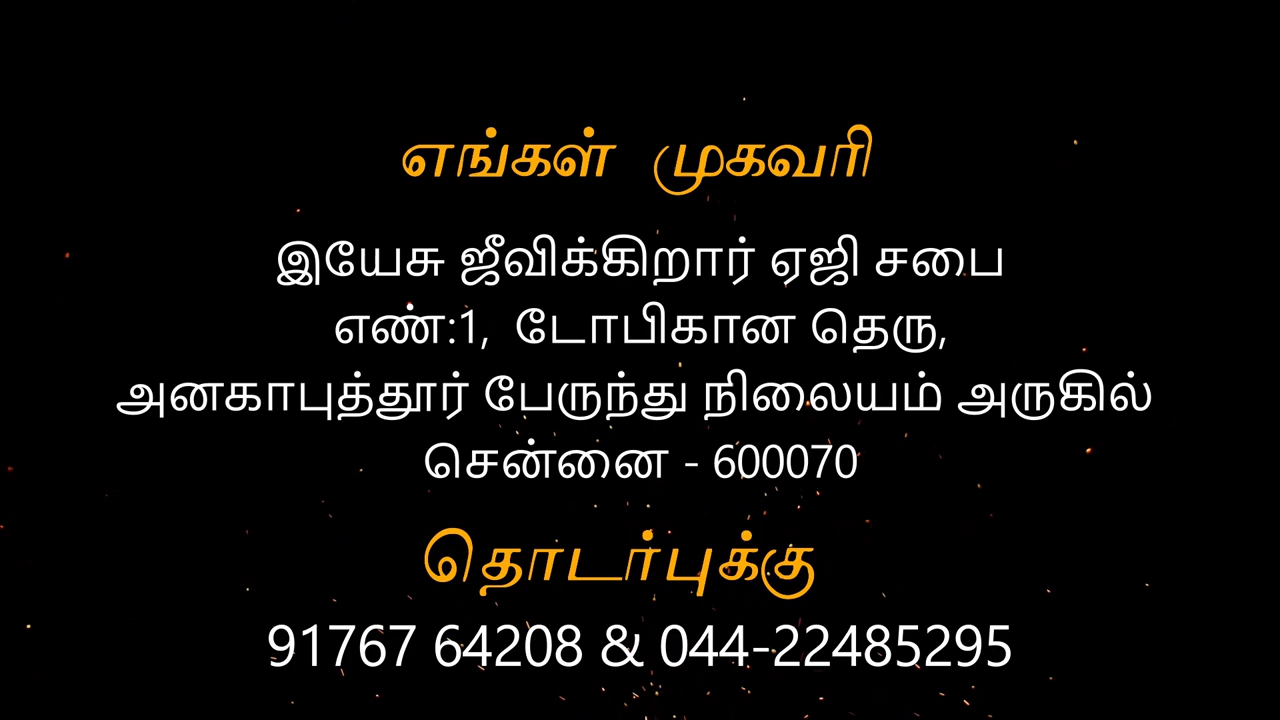 எங்கள் முகவரி
இயேசு ஜீவிக்கிறார் ஏஜி சபை
எண்:1, டோபிகான தெரு,
அனகாபுத்தூர் பேருந்து நிலையம் அருகில்
சென்னை - 600070
தொடர்புக்கு
91767 64208 & 044-22485295